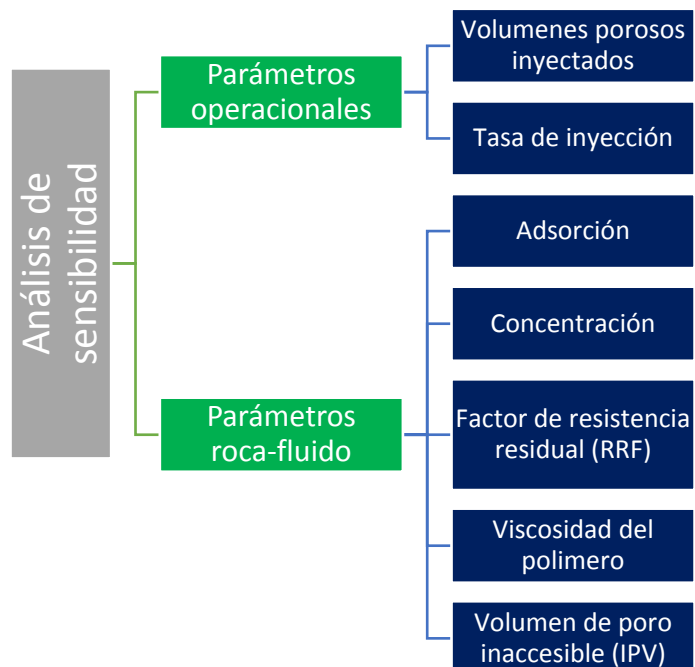 Análisis de
sensibilidad
Parámetros
operacionales
Volumenes porosos
inyectados
Tasa de inyección
Parámetros
roca-fluido
Adsorción
Concentración
Factor de resistencia
residual (RRF)
Viscosidad del
polimero
Volumen de poro
inaccesible (IPV)